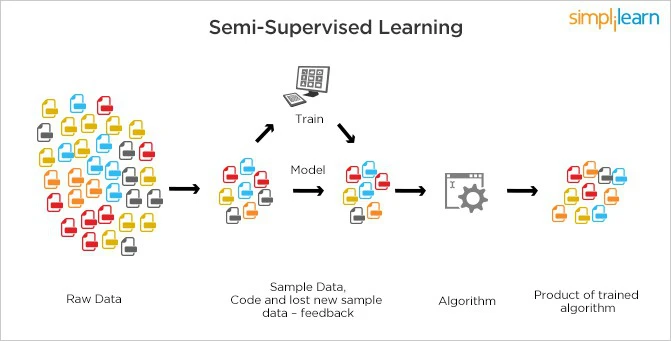 Semi-Supervised Learning
simplilearn
Train
Model
Raw Data
Sample Data,
Code and lost new sample
data – feedback
Algorithm
Product of trained
algorithm